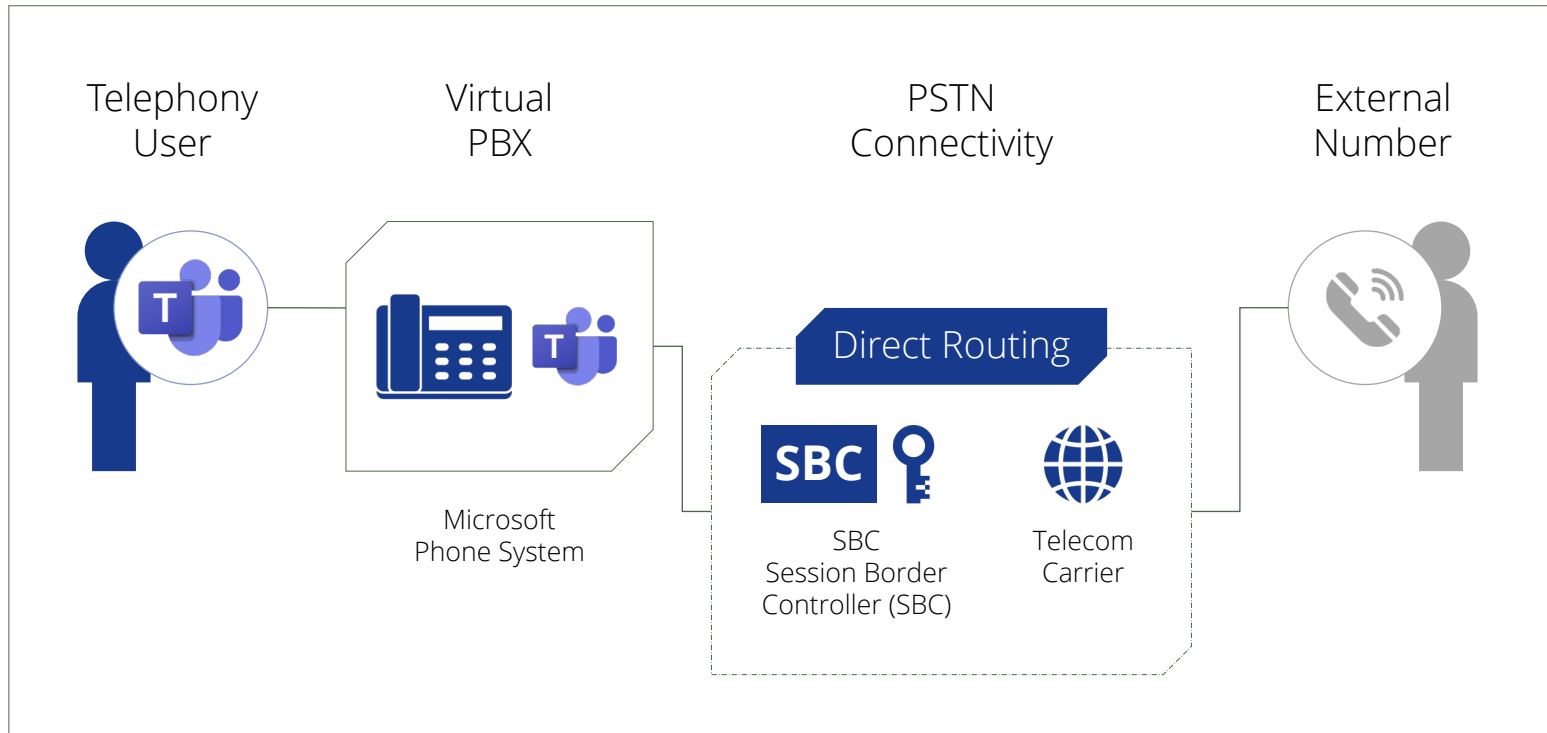 Telephony
User
Virtual
PBX
PSTN
Connectivity
External
Number
T
T
Direct Routing
SBC
Microsoft
Phone System
SBC
Session Border
Controller (SBC)
Telecom
Carrier